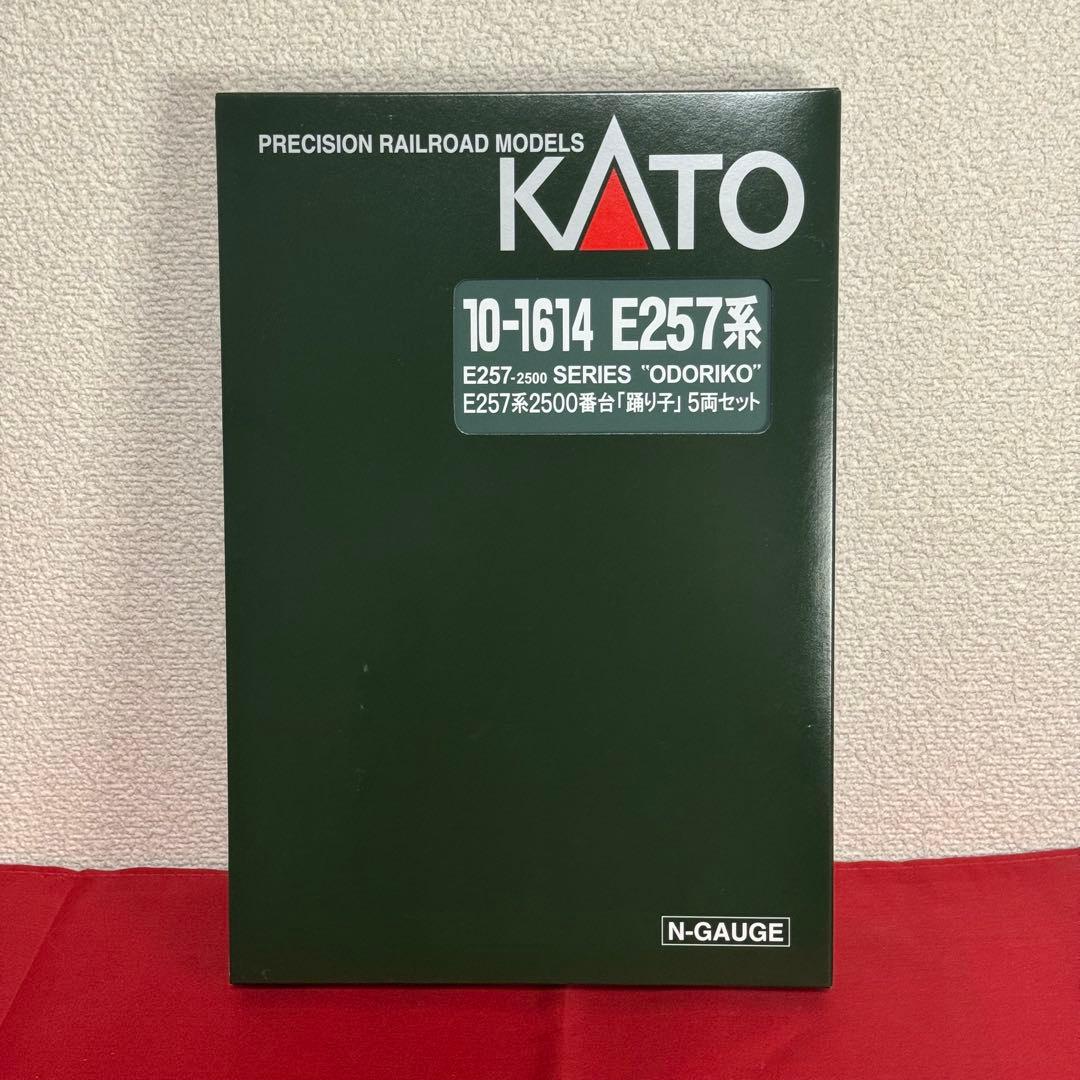 PRECISION RAILROAD MODELS
KATO
10-1614 E257系
E257-2500 SERIES "ODORIKO"
E257系2500番台「踊り子」5両セット
N-GAUGE